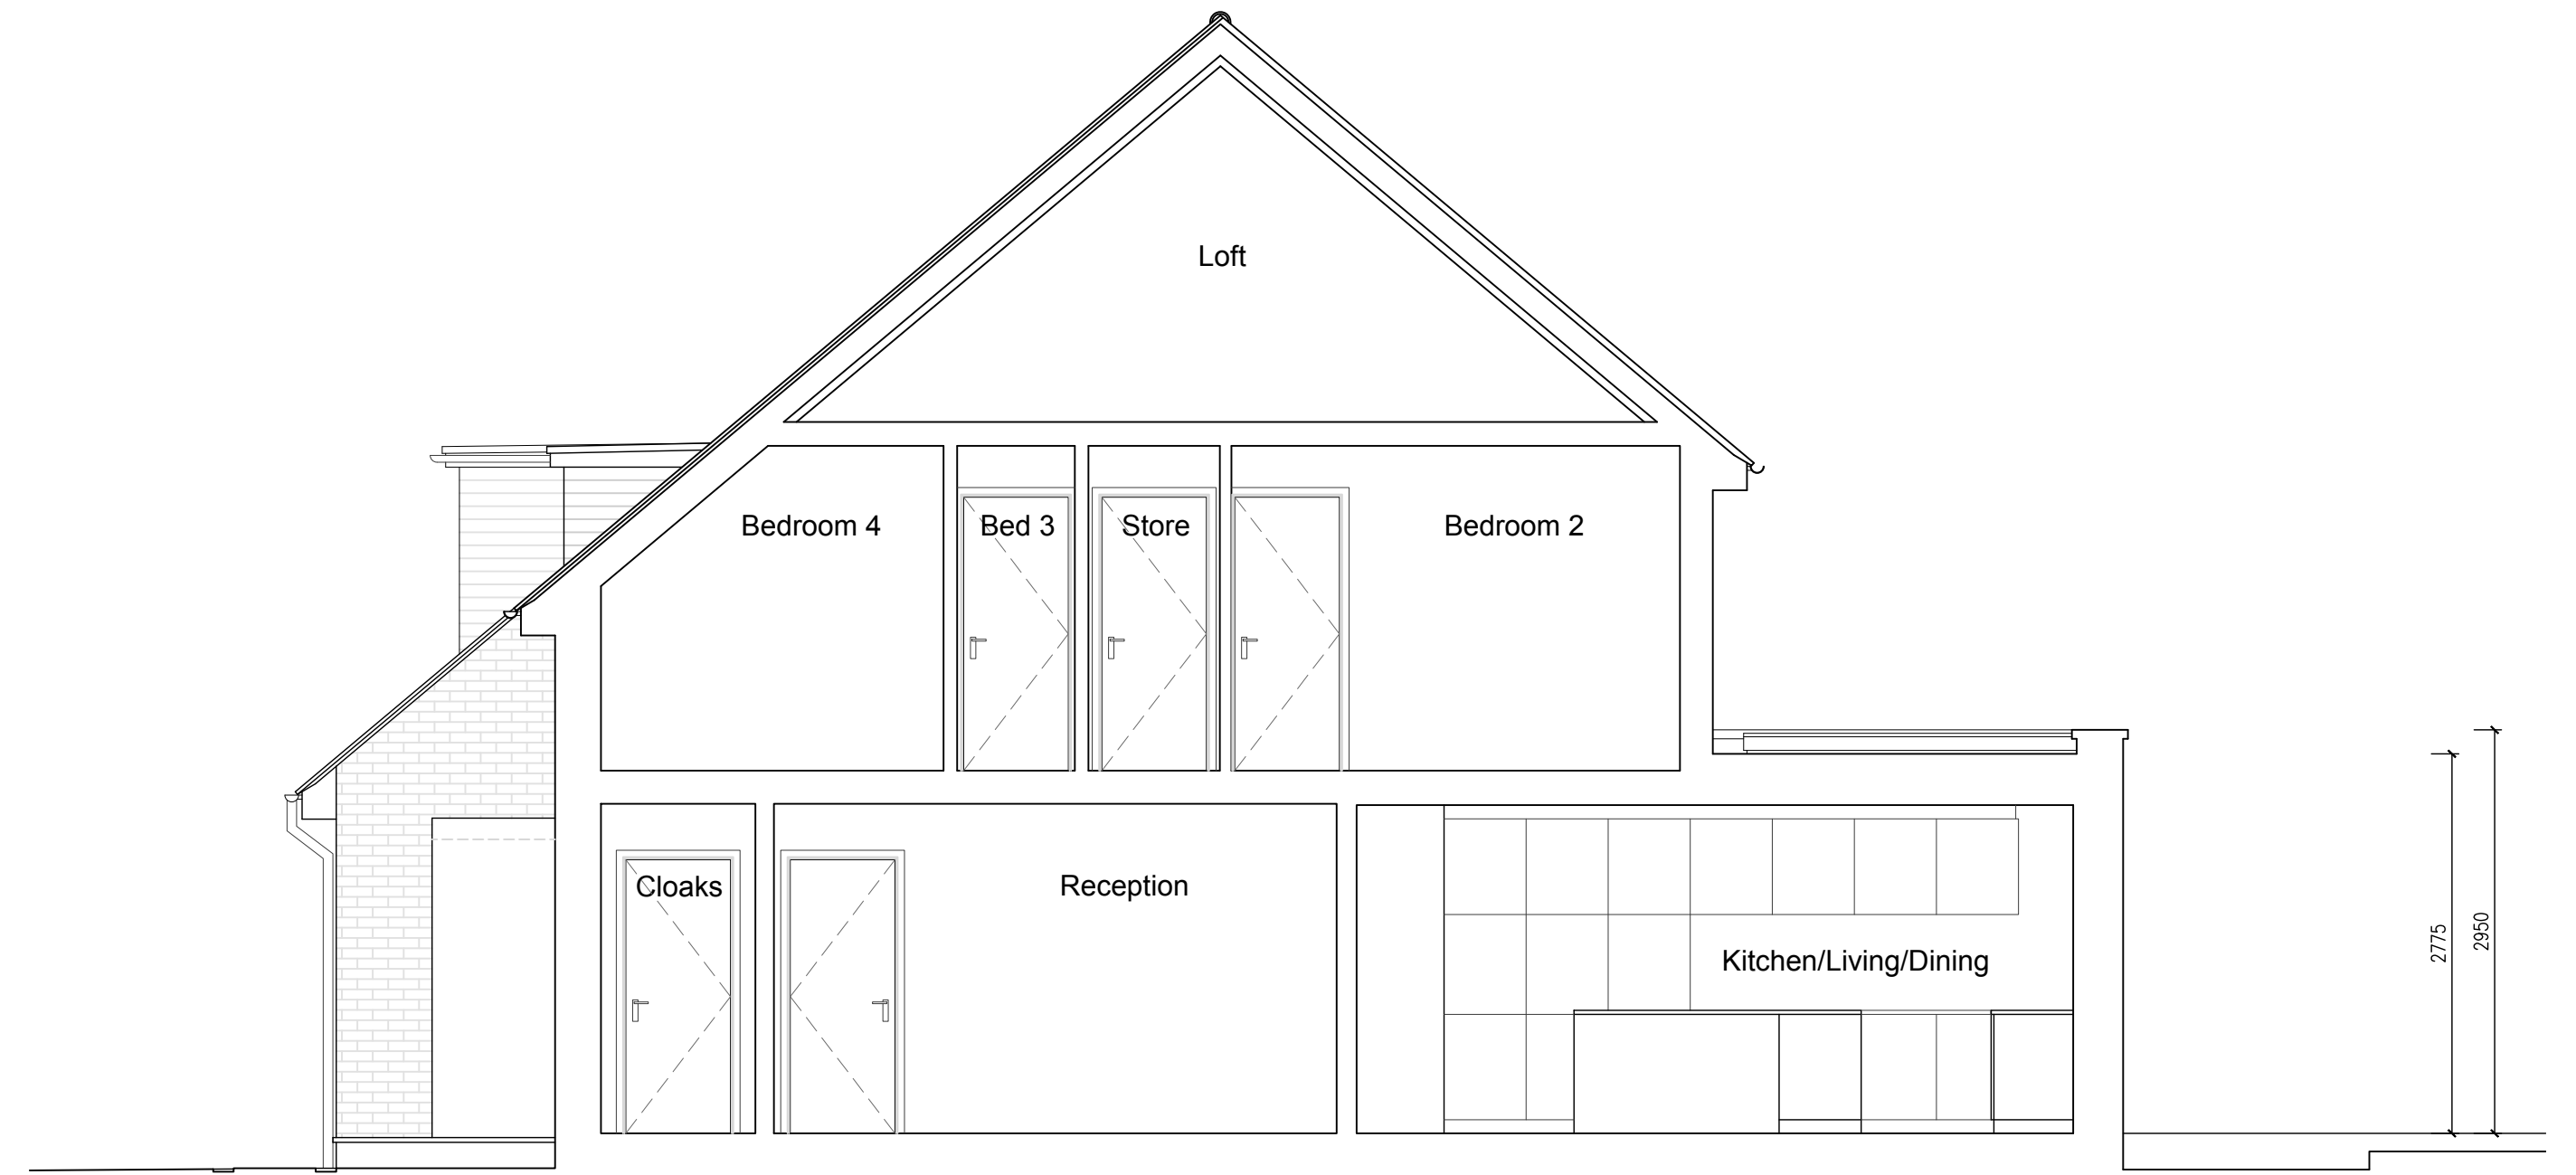 Loft
Bedroom 4
Bed 3
Store
Bedroom 2
Cloaks
Reception
Kitchen/Living/Dining
2775
2950